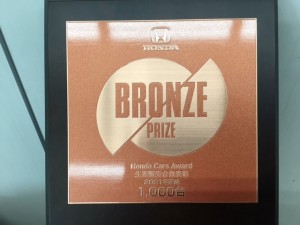 HONDA
BRONZE
PRIZE
Honda Cars Award
1,000台